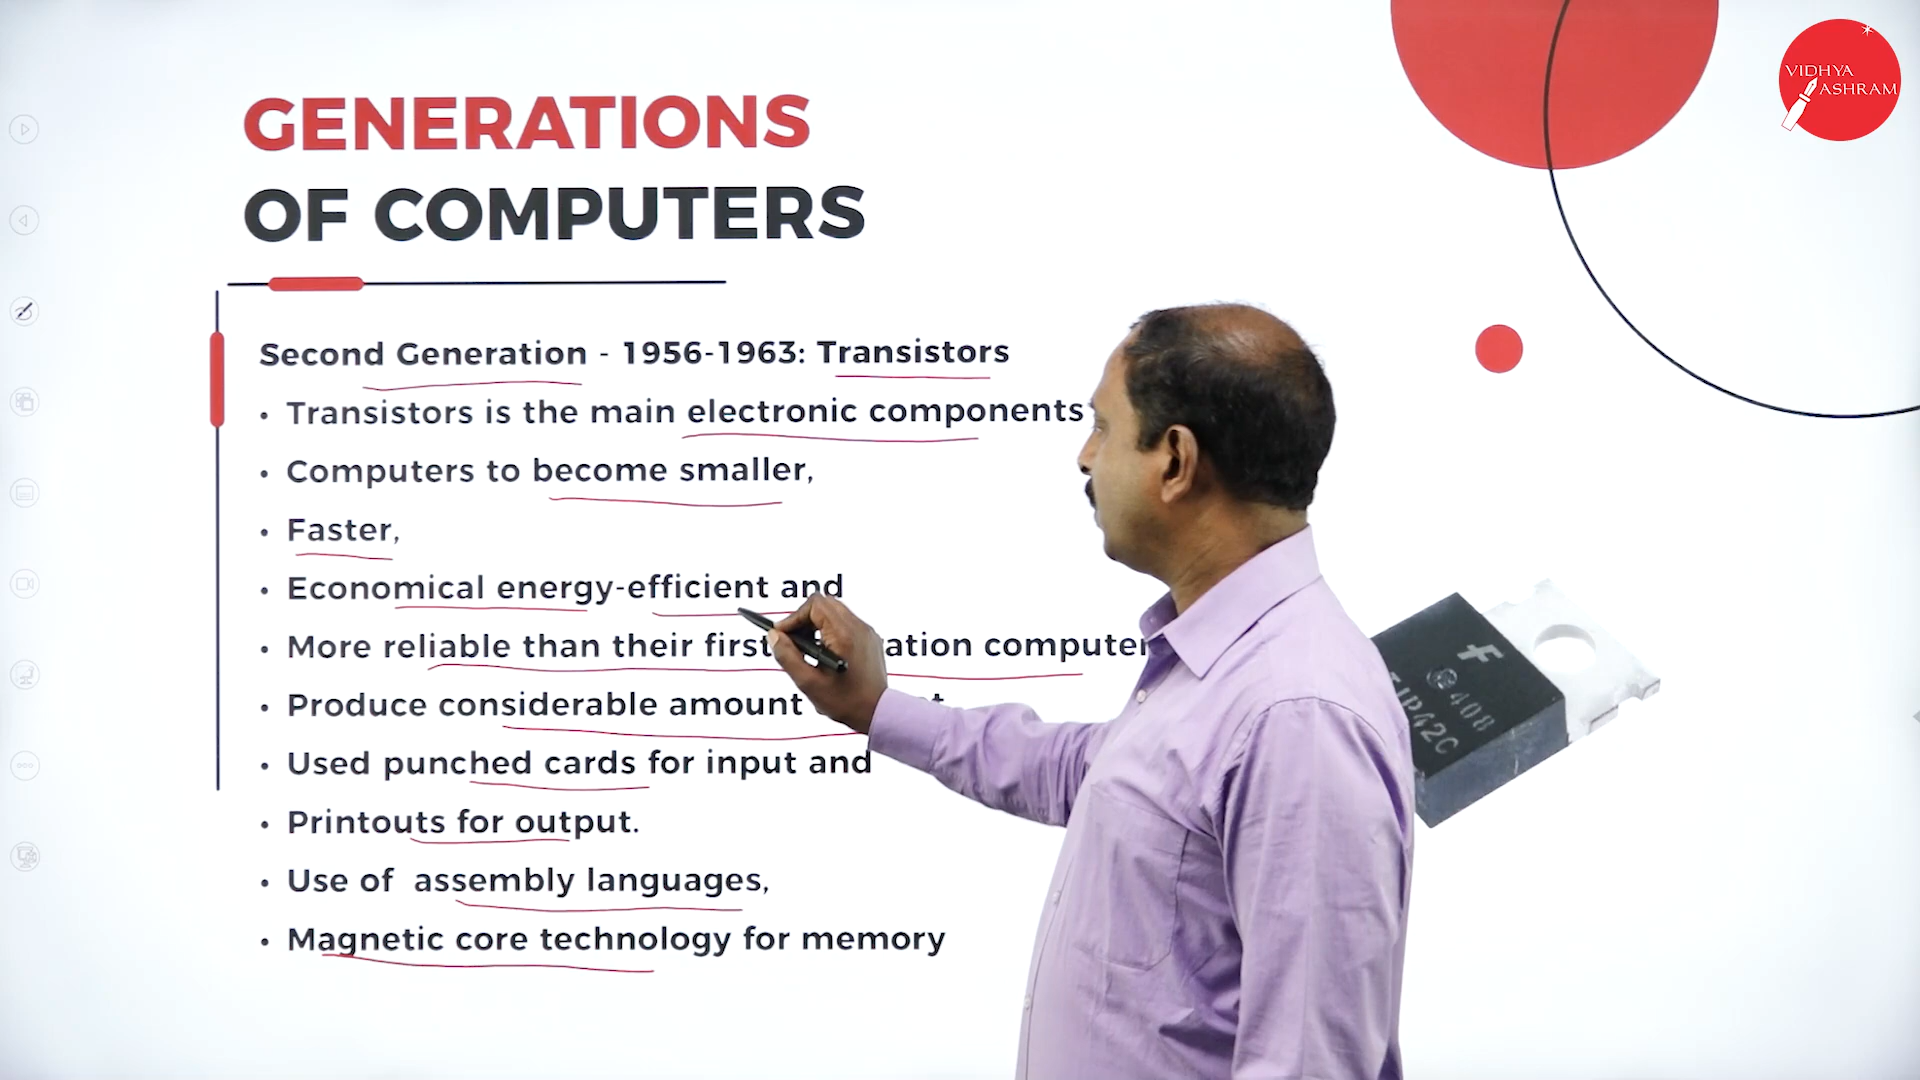 VIDHYA
ASHRAM
GENERATIONS
OF COMPUTERS
Second Generation - 1956-1963: Transistors
• Transistors is the main electronic components
• Computers to become smaller,
• Faster,
• Economical energy-efficient and
• More reliable than their first
• Produce considerable amount
• Used punched cards for input and
• Printouts for output.
• Use of assembly languages,
• Magnetic core technology for memory
F
408
TIP42C